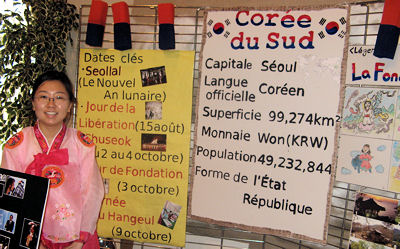 Dates clés
· Seollal
(Le Nouvel
An lunaire)
· Jour de la
Libération (15août)
Chuseok
du 2 au 4 octobre)
Jour de Fondation
(3 octobre)
du Hangeul
(9 octobre)
Corée
du Sud
Capitale Séoul
Langue
officielle Coréen
Superficie 99,274km²
Monnaie Won(KRW)
Population 49,232,844
Forme de l'État
République
La Fon